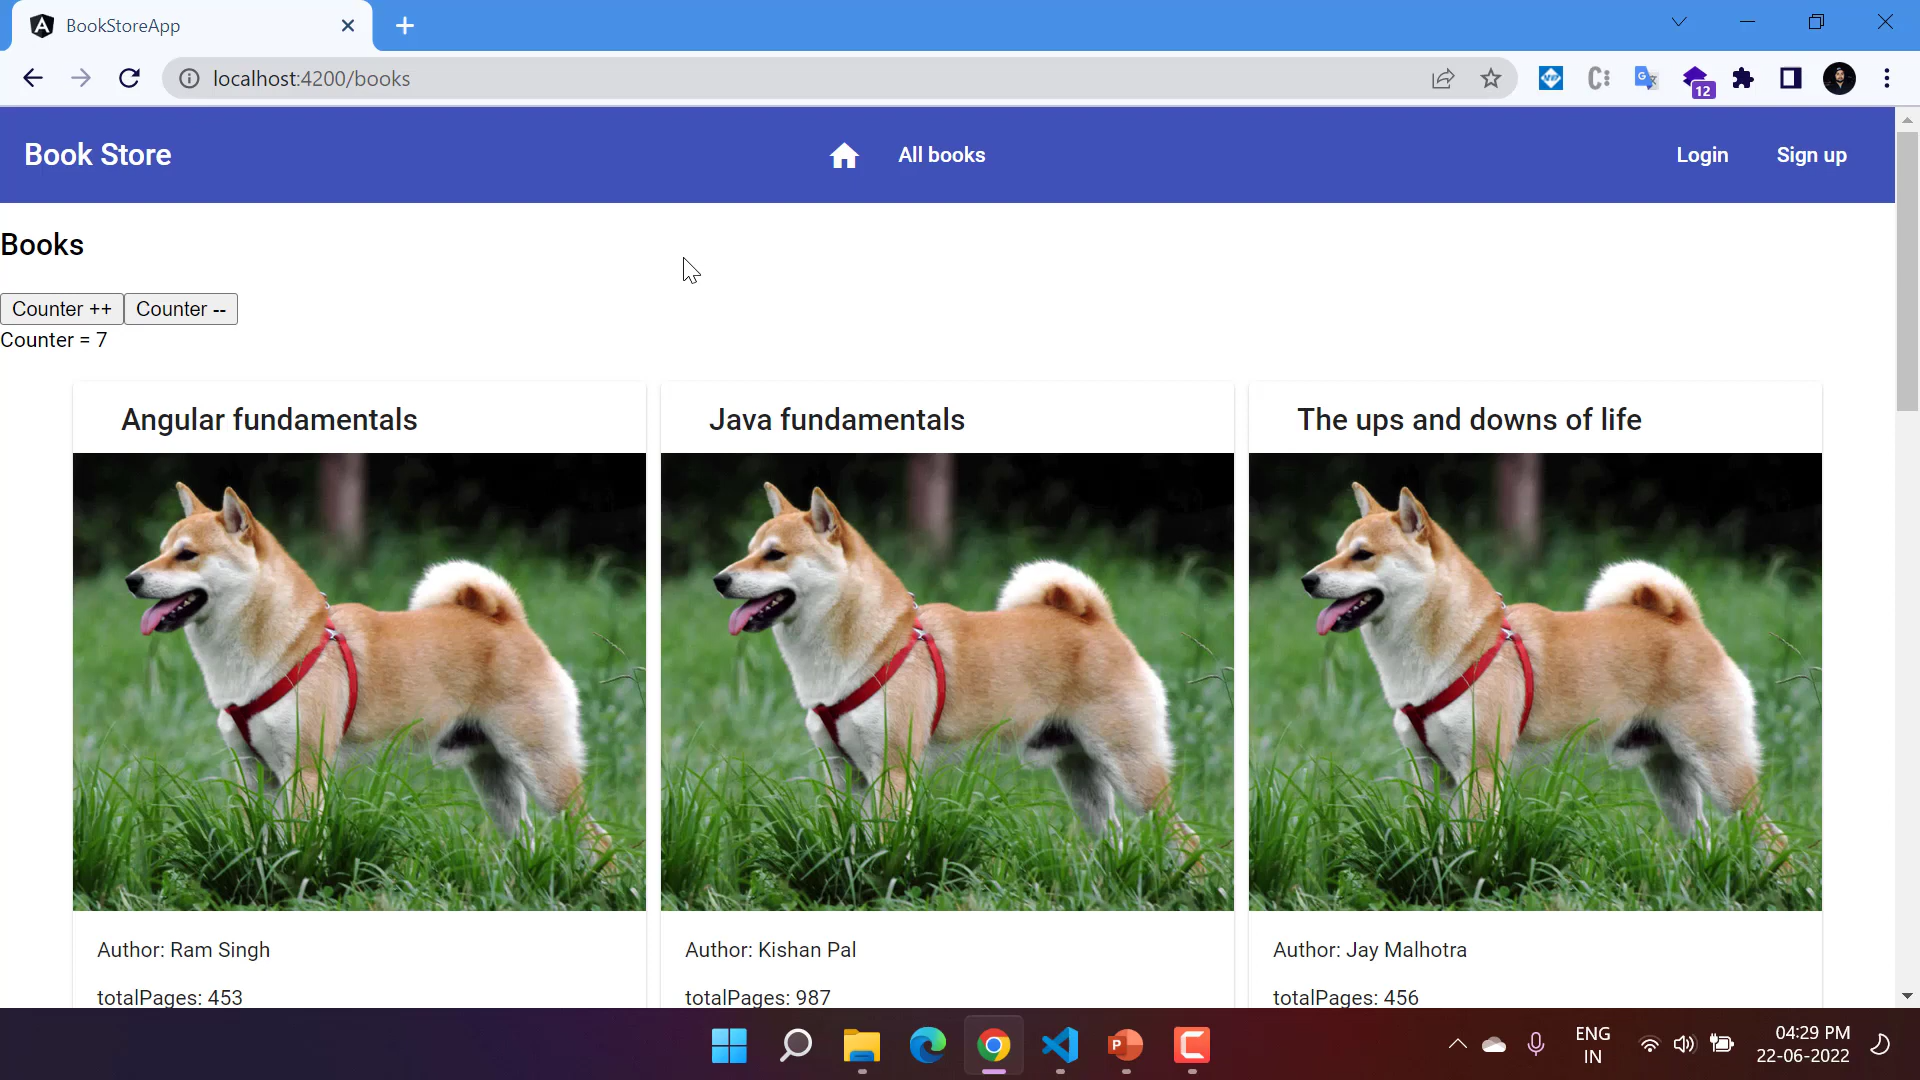 BookStoreApp
localhost:4200/books
12
Book Store
All books
Login
Sign up
Books
Counter ++
Counter --
Counter = 7
Angular fundamentals
Java fundamentals
The ups and downs of life
Author: Ram Singh
Author: Kishan Pal
Author: Jay Malhotra
totalPages: 453
totalPages: 987
totalPages: 456
ENG
IN
04:29 PM
22-06-2022